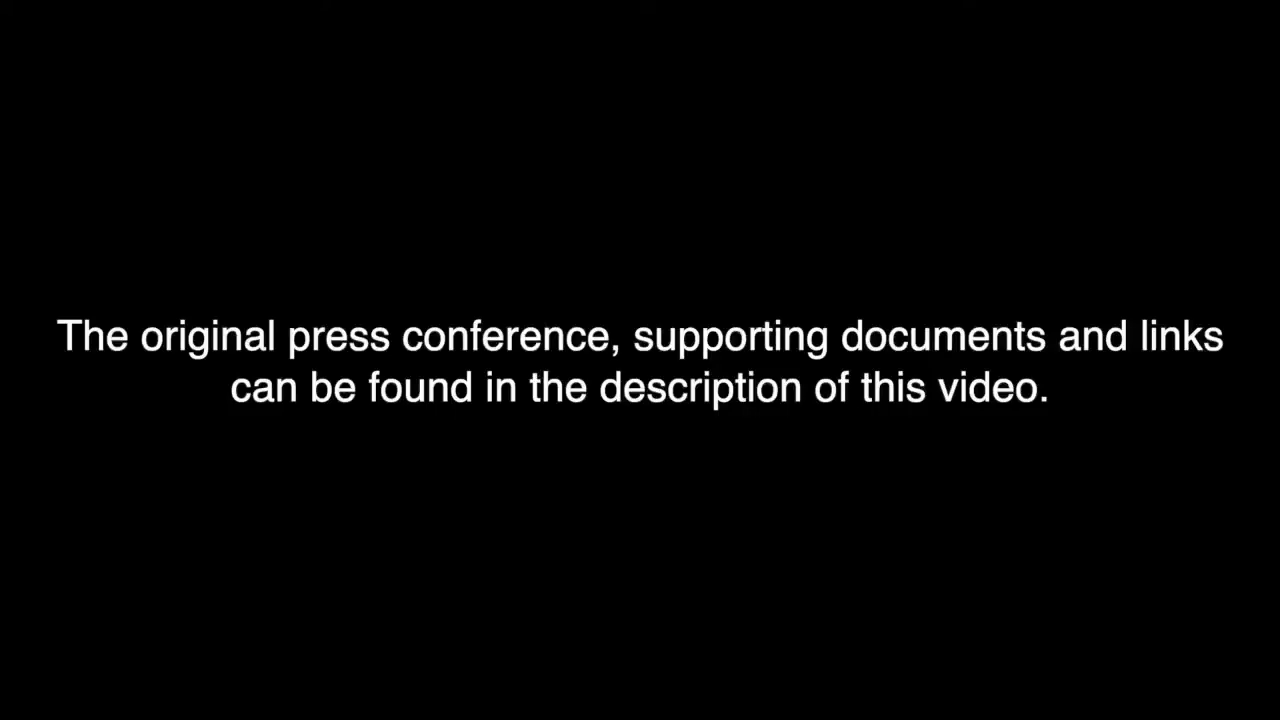 The original press conference, supporting documents and links
can be found in the description of this video.